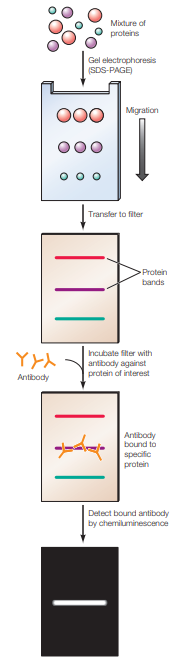 Mixture of
proteins
Gel electrophoresis
(SDS-PAGE)
Migration
Transfer to filter
Protein
bands
Incubate filter with
antibody against
protein of interest
Antibody
Antibody
bound to
specific
protein
Detect bound antibody
by chemiluminescence